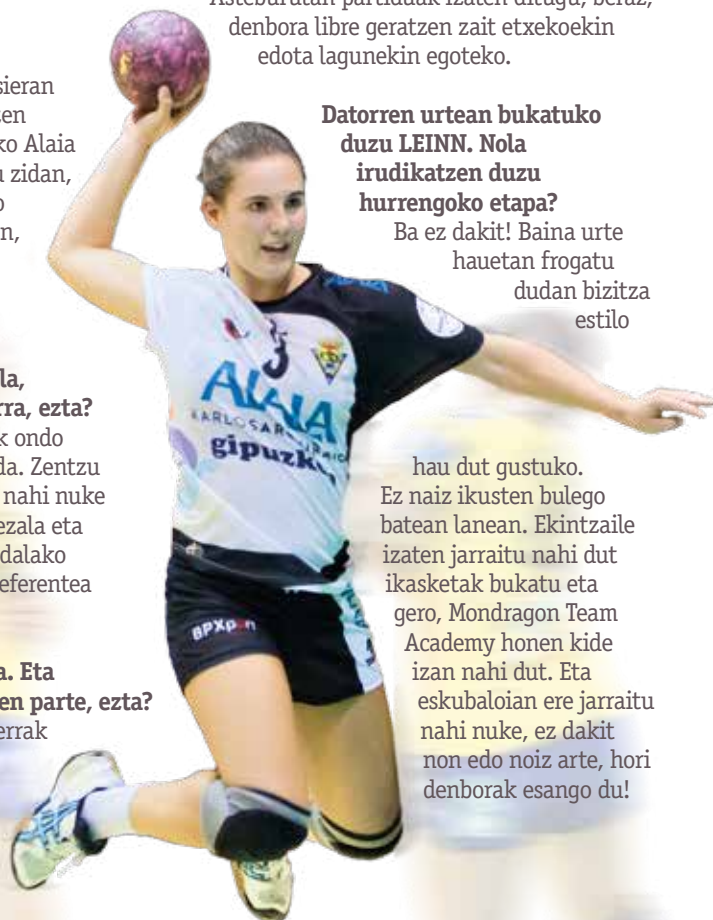 sieran
zen
ko Alaia
u zidan,
o
n,
la,
rra, ezta?
k ondo
da. Zentzu
nahi nuke
ezala eta
dalako
eferentea
a. Eta
en parte, ezta?
errak
Asteburutan partiduak izaten ditugu, beraz,
denbora libre geratzen zait etxekoekin
edota lagunekin egoteko.
Datorren urtean bukatuko
duzu LEINN. Nola
irudikatzen duzu
hurrengoko etapa?
Ba ez dakit! Baina urte
hauetan frogatu
dudan bizitza
estilo
hau dut gustuko.
Ez naiz ikusten bulego
batean lanean. Ekintzaile
izaten jarraitu nahi dut
ikasketak bukatu eta
gero, Mondragon Team
Academy honen kide
izan nahi dut. Eta
eskubaloian ere jarraitu
nahi nuke, ez dakit
non edo noiz arte, hori
denborak esango du!
3
ALAIA
gipuzk